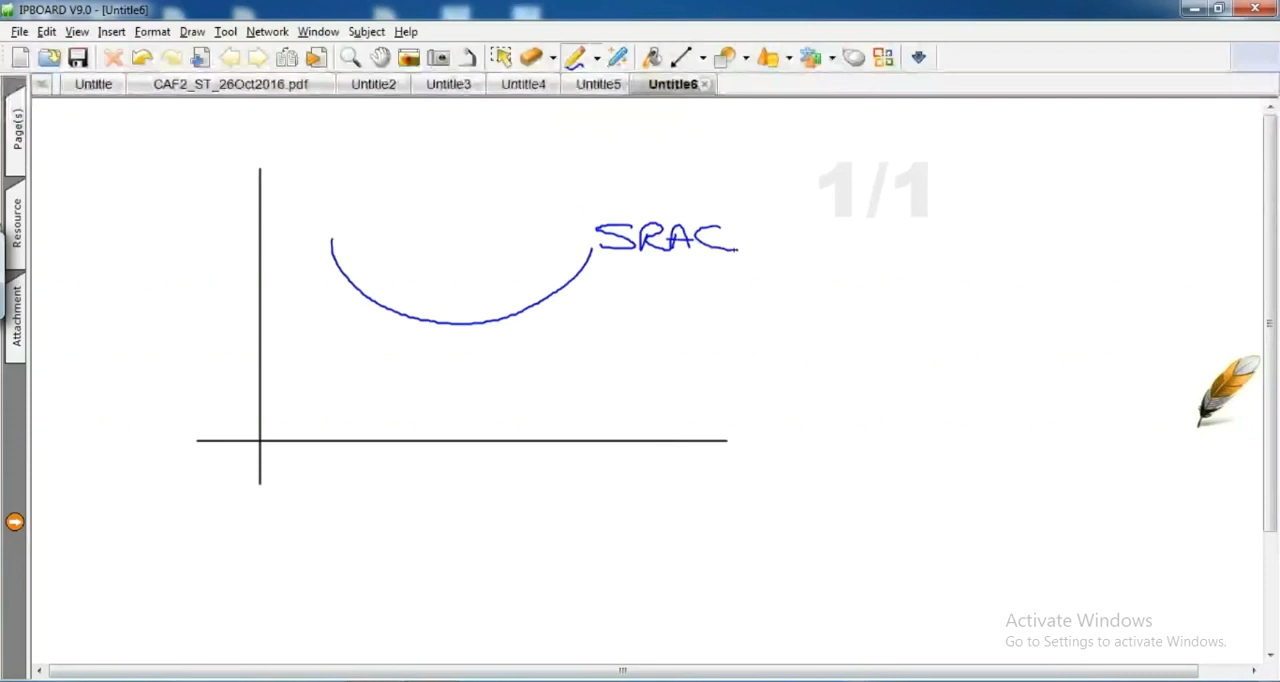 IPBOARD V9.0 - [Untitle6]
File Edit View Insert Format Draw Tool Network Window Subject Help
Untitle CAF2_ST_26Oct2016.pdf Untitle2 Untitle3 Untitle4 Untitle5 Untitle6
Page(s)
Resource
Attachment
1/1
SRAC
Activate Windows
Go to Settings to activate Windows.